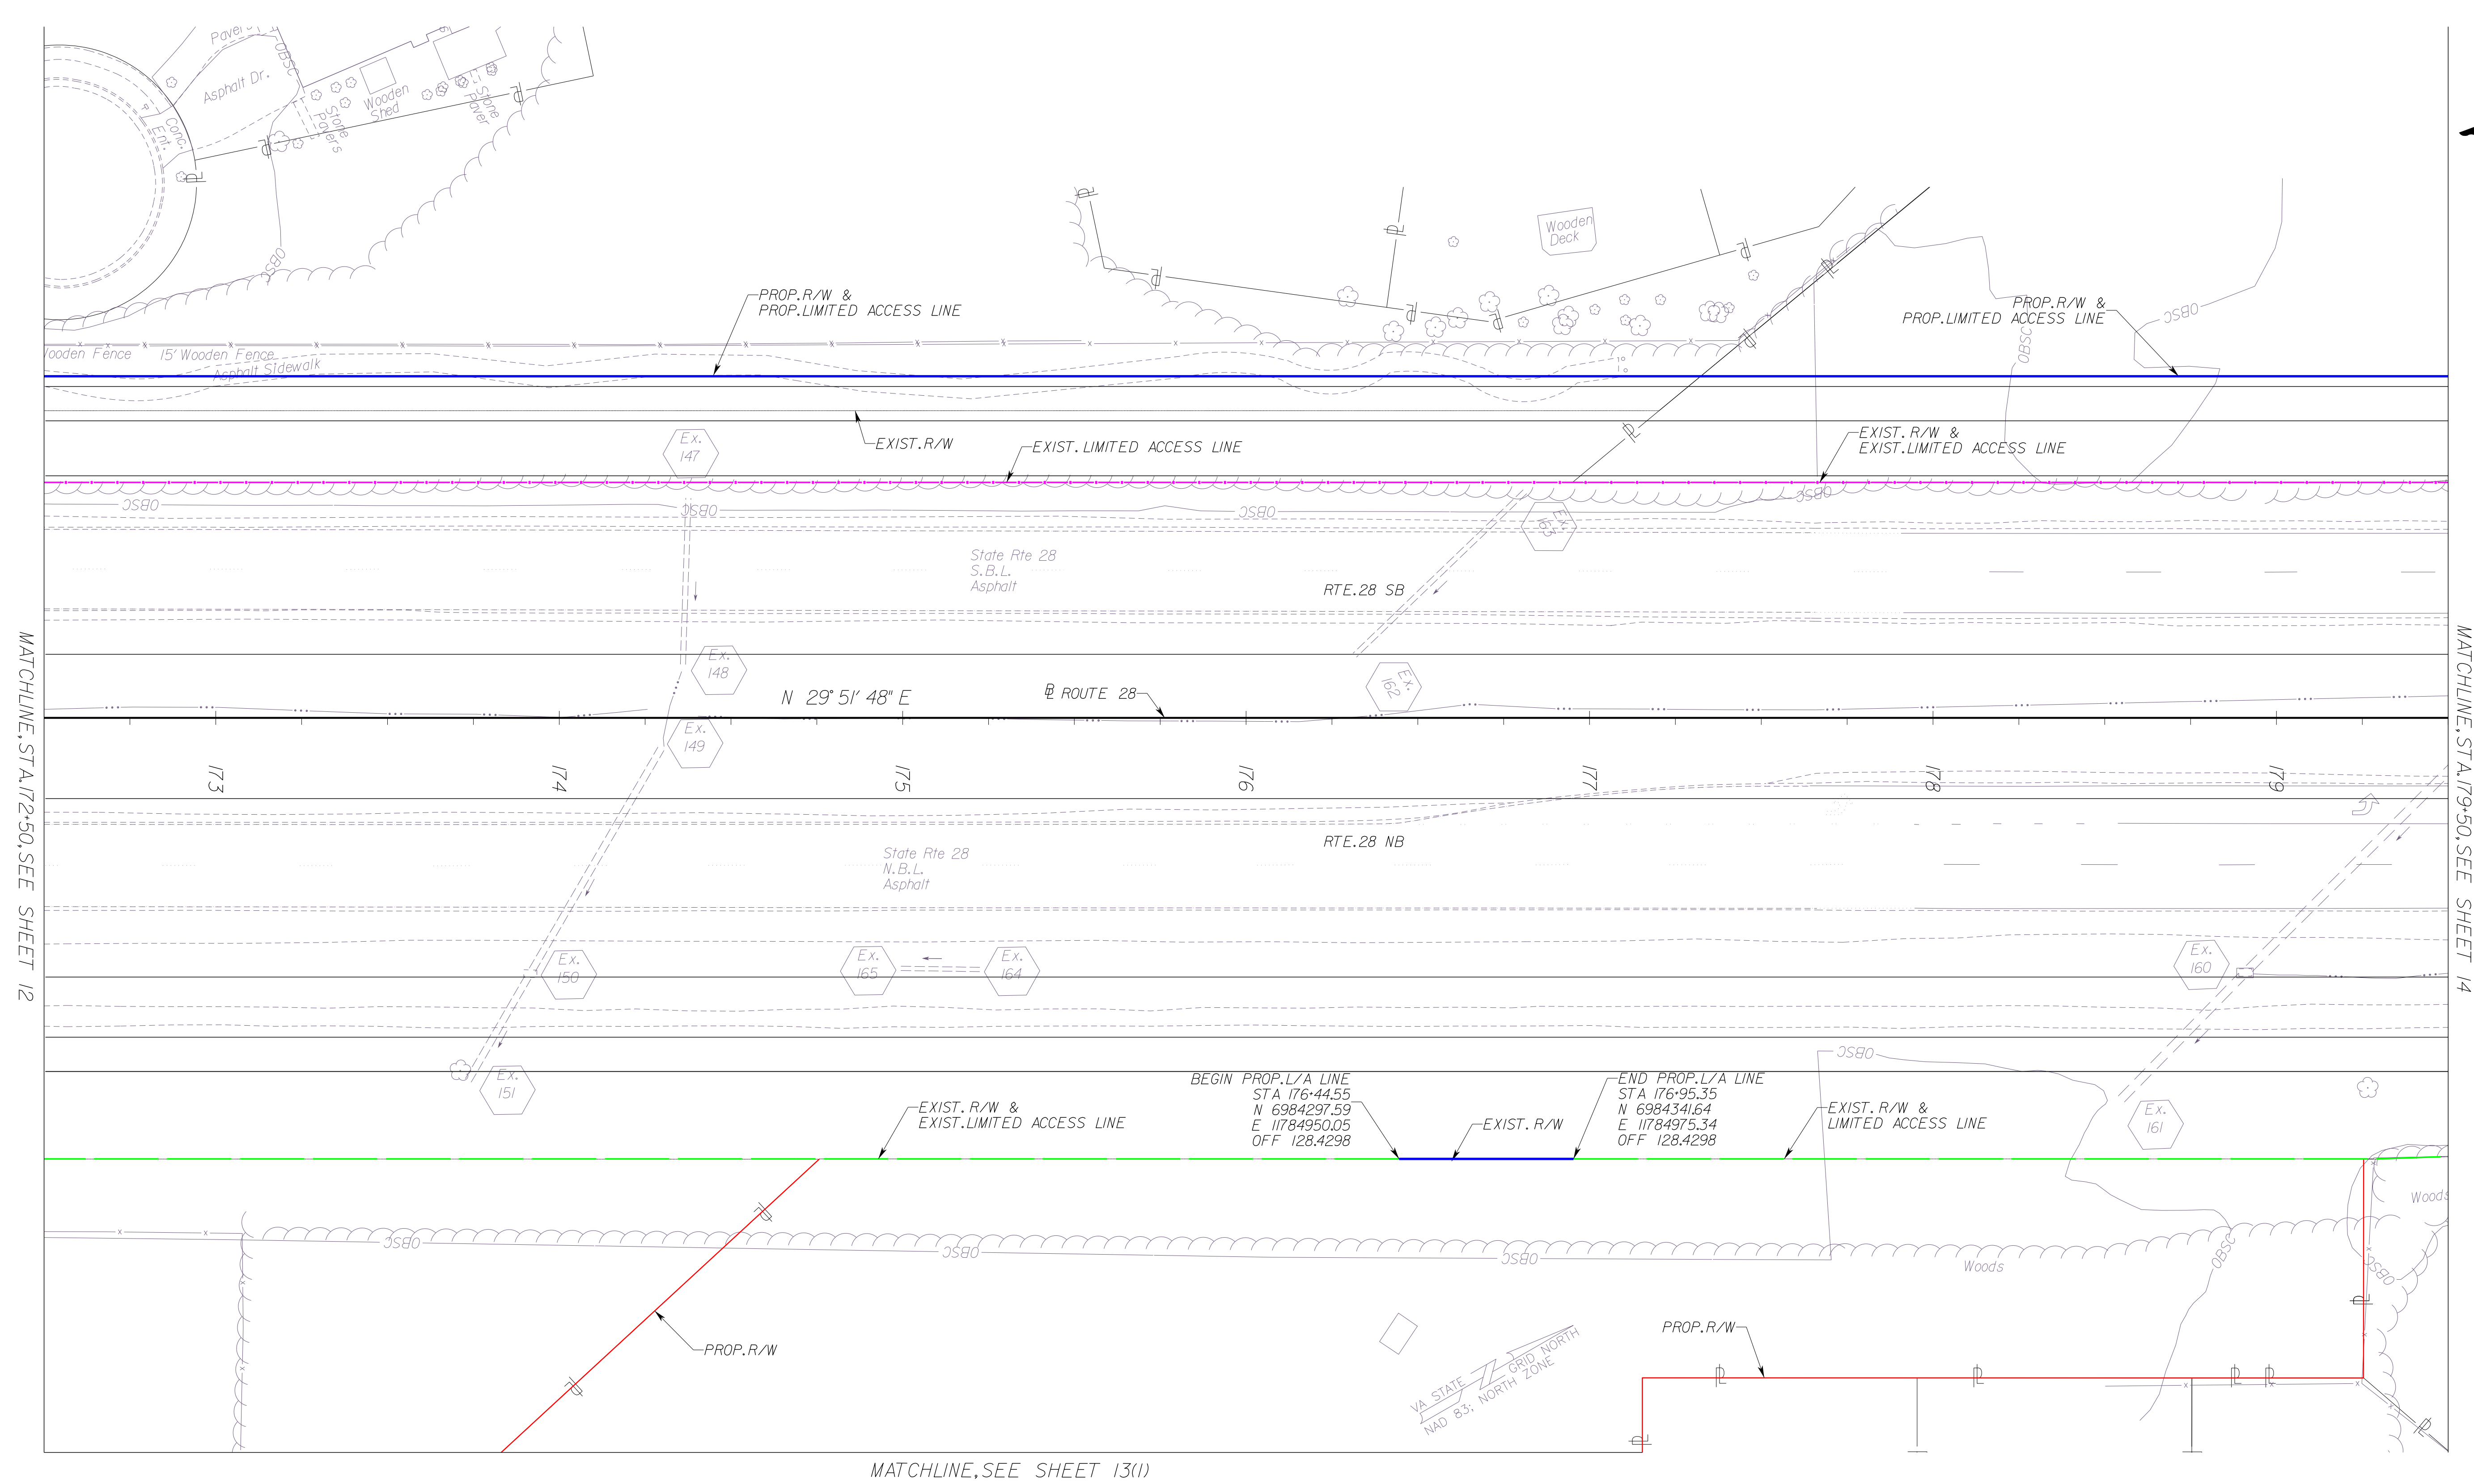 Asphalt Dr.
OBSC
Wooden
Shed
Stone
Pavers
Stone
Paver
Conc.
Ent.
OBSC
Wooden
Deck
PROP. R/W &
PROP. LIMITED ACCESS LINE
PROP. R/W &
PROP. LIMITED ACCESS LINE
OBSC
OBSC
Wooden Fence
15' Wooden Fence
Asphalt Sidewalk
EXIST. R/W
Ex.
147
EXIST. LIMITED ACCESS LINE
EXIST. R/W &
EXIST. LIMITED ACCESS LINE
OBSC
OBSC
OBSC
OBSC
Ex.
163
State Rte 28
S.B.L.
Asphalt
RTE. 28 SB
Ex.
148
N 29° 51' 48" E
ROUTE 28
Ex.
162
Ex.
149
173
174
175
176
177
178
179
State Rte 28
N.B.L.
Asphalt
RTE. 28 NB
Ex.
150
Ex.
165
Ex.
164
Ex.
160
Ex.
151
OBSC
Ex.
161
BEGIN PROP. L/A LINE
STA 176+44.55
N 6984297.59
E 11784950.05
OFF 128.4298
END PROP. L/A LINE
STA 176+95.35
N 6984341.64
E 11784975.34
OFF 128.4298
EXIST. R/W &
EXIST. LIMITED ACCESS LINE
EXIST. R/W
EXIST. R/W &
LIMITED ACCESS LINE
Woods
OBSC
OBSC
OBSC
Woods
OBSC
OBSC
PROP. R/W
PROP. R/W
VA STATE GRID NORTH
NAD 83; NORTH ZONE
MATCHLINE, STA. 172+50, SEE SHEET 12
MATCHLINE, STA. 179+50, SEE SHEET 14
MATCHLINE, SEE SHEET 13(1)